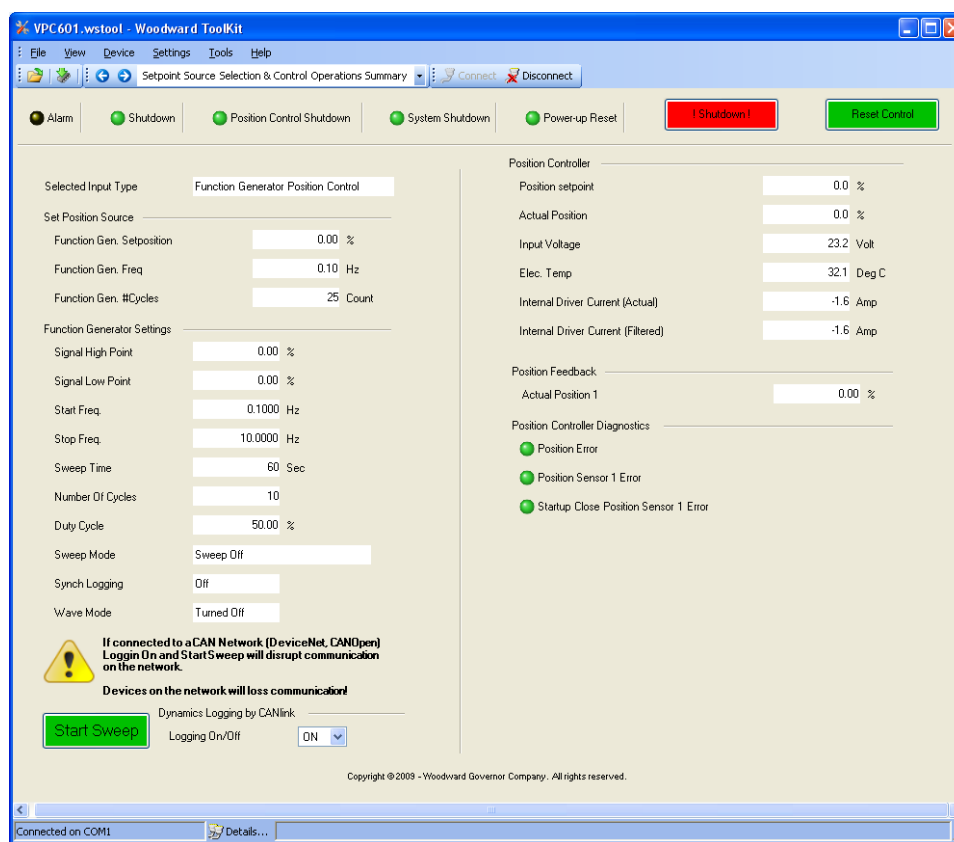 VPC601.wstool - Woodward ToolKit
File View Device Settings Tools Help
Setpoint Source Selection & Control Operations Summary Connect Disconnect
Alarm Shutdown Position Control Shutdown System Shutdown Power-up Reset ! Shutdown ! Reset Control
Selected Input Type Function Generator Position Control
Set Position Source
Function Gen. Setposition 0.00 %
Function Gen. Freq 0.10 Hz
Function Gen. #Cycles 25 Count
Function Generator Settings
Signal High Point 0.00 %
Signal Low Point 0.00 %
Start Freq. 0.1000 Hz
Stop Freq. 10.0000 Hz
Sweep Time 60 Sec
Number Of Cycles 10
Duty Cycle 50.00 %
Sweep Mode Sweep Off
Synch Logging Off
Wave Mode Turned Off
If connected to a CAN Network (DeviceNet, CANOpen)
Loggin On and Start Sweep will disrupt communication
on the network.
Devices on the network will loss communication!
Start Sweep
Dynamics Logging by CANlink
Logging On/Off ON
Position Controller
Position setpoint 0.0 %
Actual Position 0.0 %
Input Voltage 23.2 Volt
Elec. Temp 32.1 Deg C
Internal Driver Current (Actual) -1.6 Amp
Internal Driver Current (Filtered) -1.6 Amp
Position Feedback
Actual Position 1 0.00 %
Position Controller Diagnostics
Position Error
Position Sensor 1 Error
Startup Close Position Sensor 1 Error
Copyright © 2009 - Woodward Governor Company. All rights reserved.
Connected on COM1 Details...